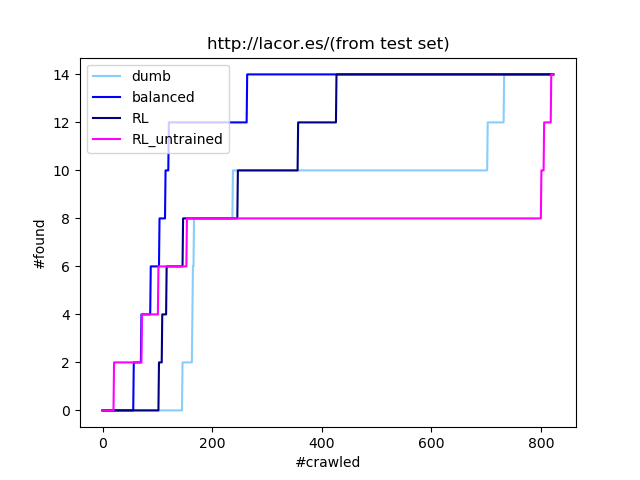 http://lacor.es/(from test set)
dumb
balanced
RL
RL_untrained
14
12
10
8
6
4
2
0
#found
0 200 400 600 800
#crawled